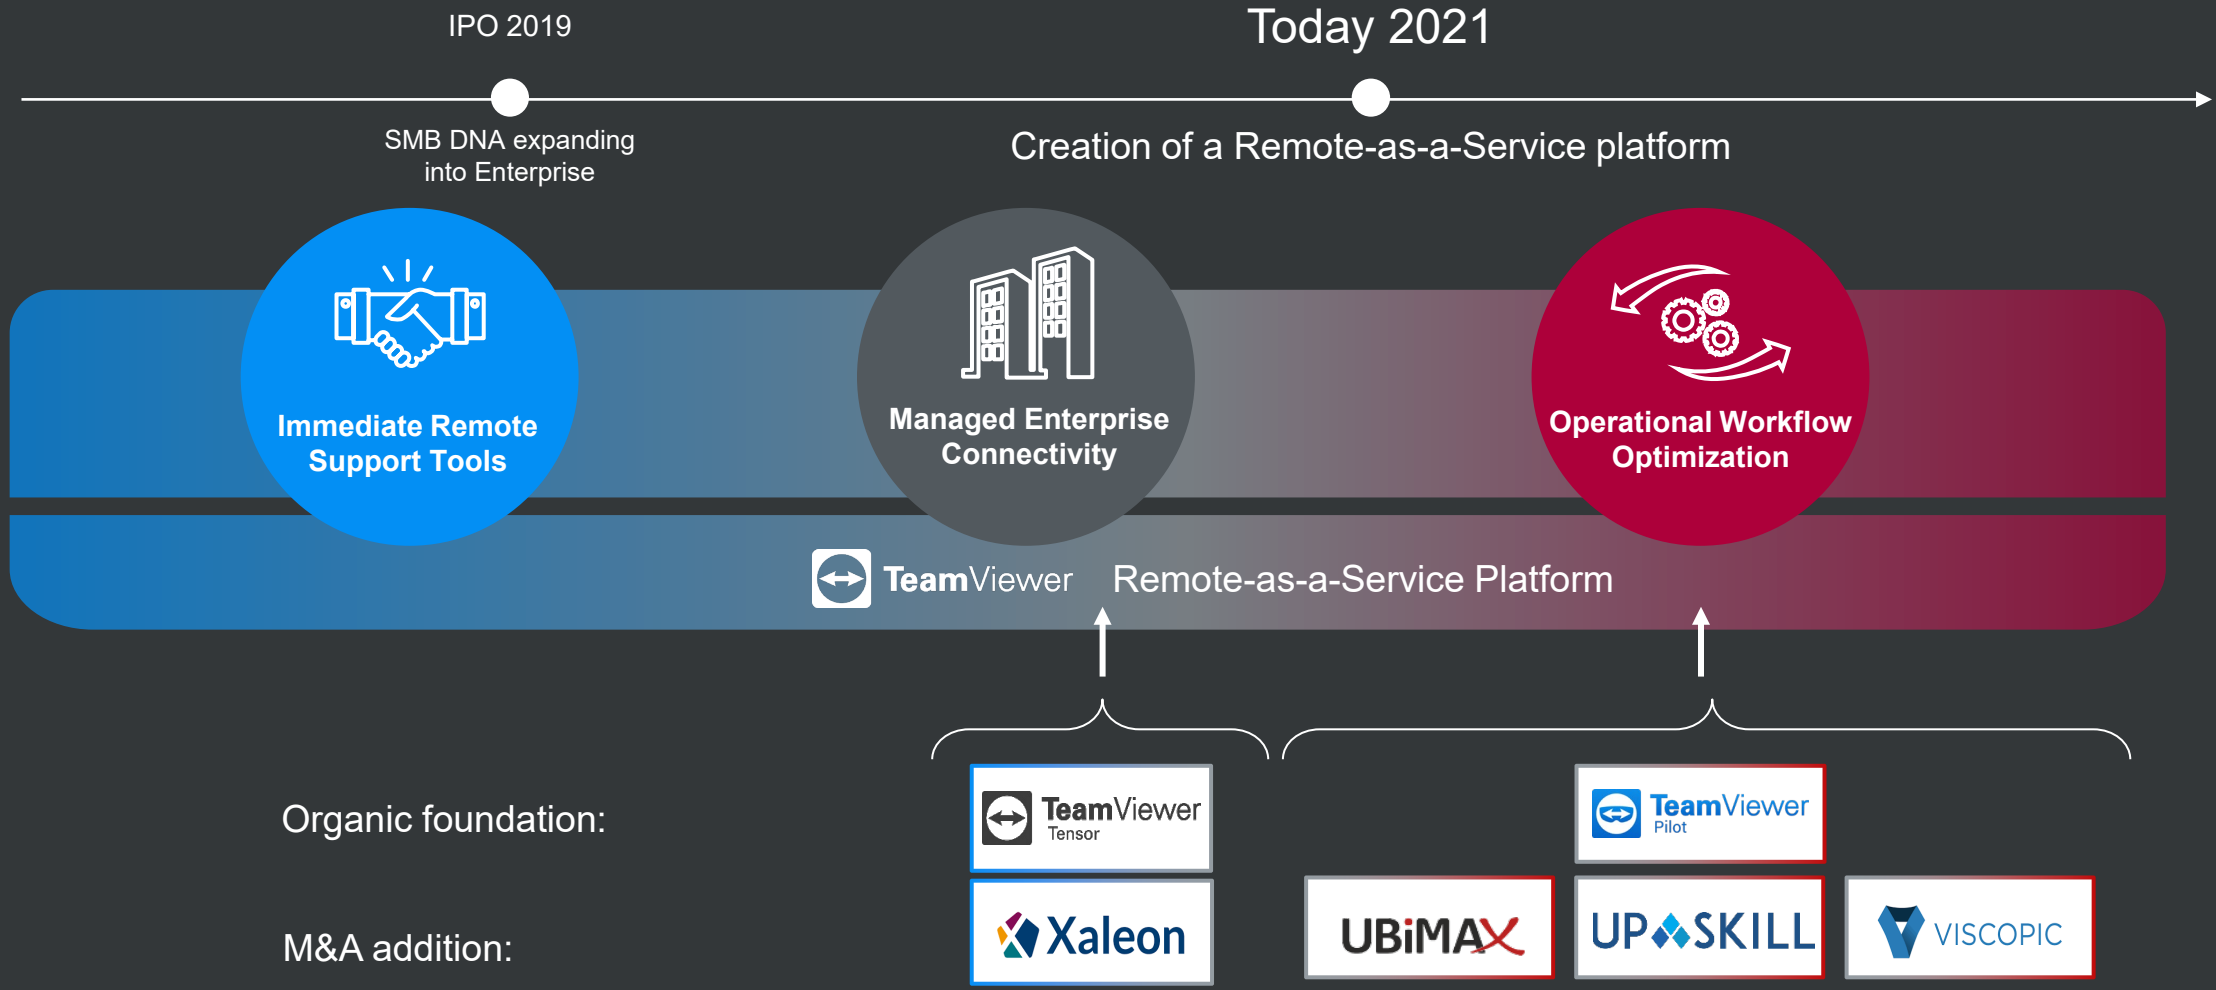 IPO 2019
Today 2021
SMB DNA expanding
into Enterprise
Creation of a Remote-as-a-Service platform
Immediate Remote
Support Tools
Managed Enterprise
Connectivity
Operational Workflow
Optimization
TeamViewer Remote-as-a-Service Platform
Organic foundation:
TeamViewer
Tensor
TeamViewer
Pilot
M&A addition:
Xaleon
UBiMAX
UPSKILL
VISCOPIC